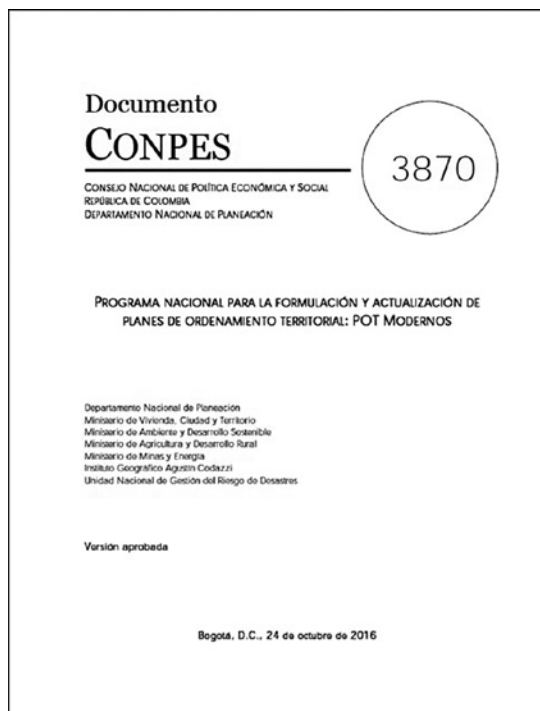 Documento
CONPES
3870
CONSEJO NACIONAL DE POLÍTICA ECONÓMICA Y SOCIAL
REPÚBLICA DE COLOMBIA
DEPARTAMENTO NACIONAL DE PLANEACIÓN
PROGRAMA NACIONAL PARA LA FORMULACIÓN Y ACTUALIZACIÓN DE
PLANES DE ORDENAMIENTO TERRITORIAL: POT MODERNOS
Departamento Nacional de Planeación
Ministerio de Vivienda, Ciudad y Territorio
Ministerio de Ambiente y Desarrollo Sostenible
Ministerio de Agricultura y Desarrollo Rural
Ministerio de Minas y Energía
Instituto Geográfico Agustín Codazzi
Unidad Nacional de Gestión del Riesgo de Desastres
Versión aprobada
Bogotá, D.C., 24 de octubre de 2016